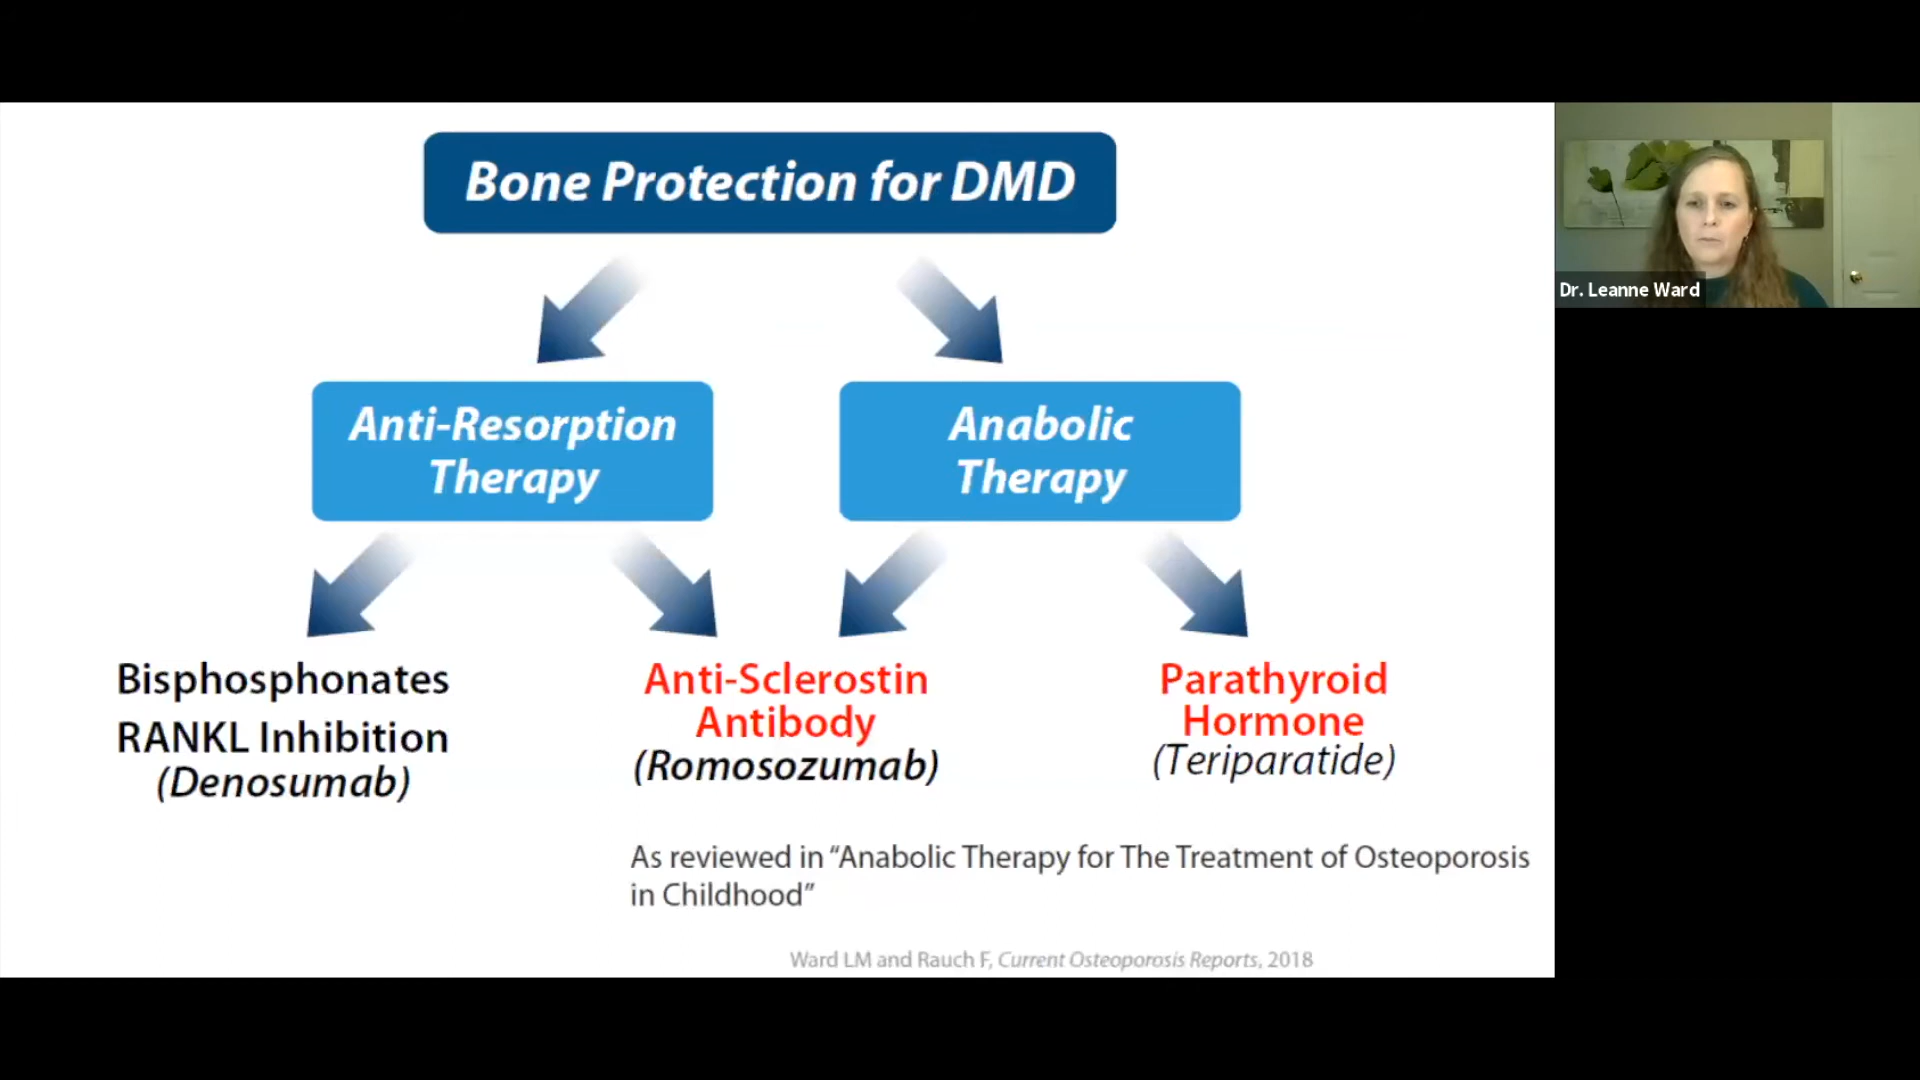 Bone Protection for DMD
Dr. Leanne Ward
Anti-Resorption
Therapy
Anabolic
Therapy
Bisphosphonates
RANKL Inhibition
(Denosumab)
Anti-Sclerostin
Antibody
(Romosozumab)
Parathyroid
Hormone
(Teriparatide)
As reviewed in “Anabolic Therapy for The Treatment of Osteoporosis
in Childhood”
Ward LM and Rauch F, Current Osteoporosis Reports, 2018